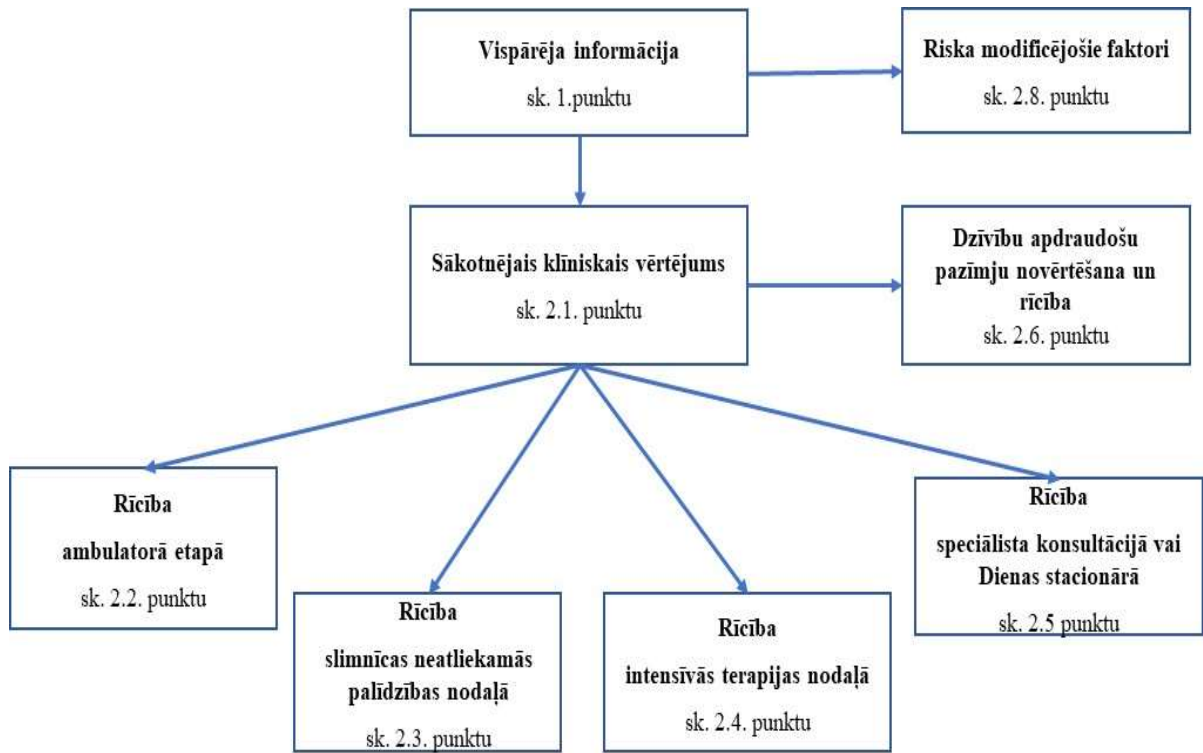 Vispārēja informācija
sk. 1.punktu
Riska modificējošie faktori
sk. 2.8. punktu
Sākotnējais klīniskais vērtējums
sk. 2.1. punktu
Dzīvību apdraudošu
pazīmju novērtēšana un
rīcība
sk. 2.6. punktu
Rīcība
ambulatorā etapā
sk. 2.2. punktu
Rīcība
slimnīcas neatliekamās
palīdzības nodaļā
sk. 2.3. punktu
Rīcība
intensīvās terapijas nodaļā
sk. 2.4. punktu
Rīcība
speciālista konsultācijā vai
Dienas stacionārā
sk. 2.5 punktu